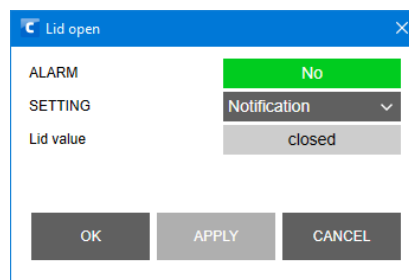 Lid open
ALARM No
SETTING Notification
Lid value closed
OK APPLY CANCEL